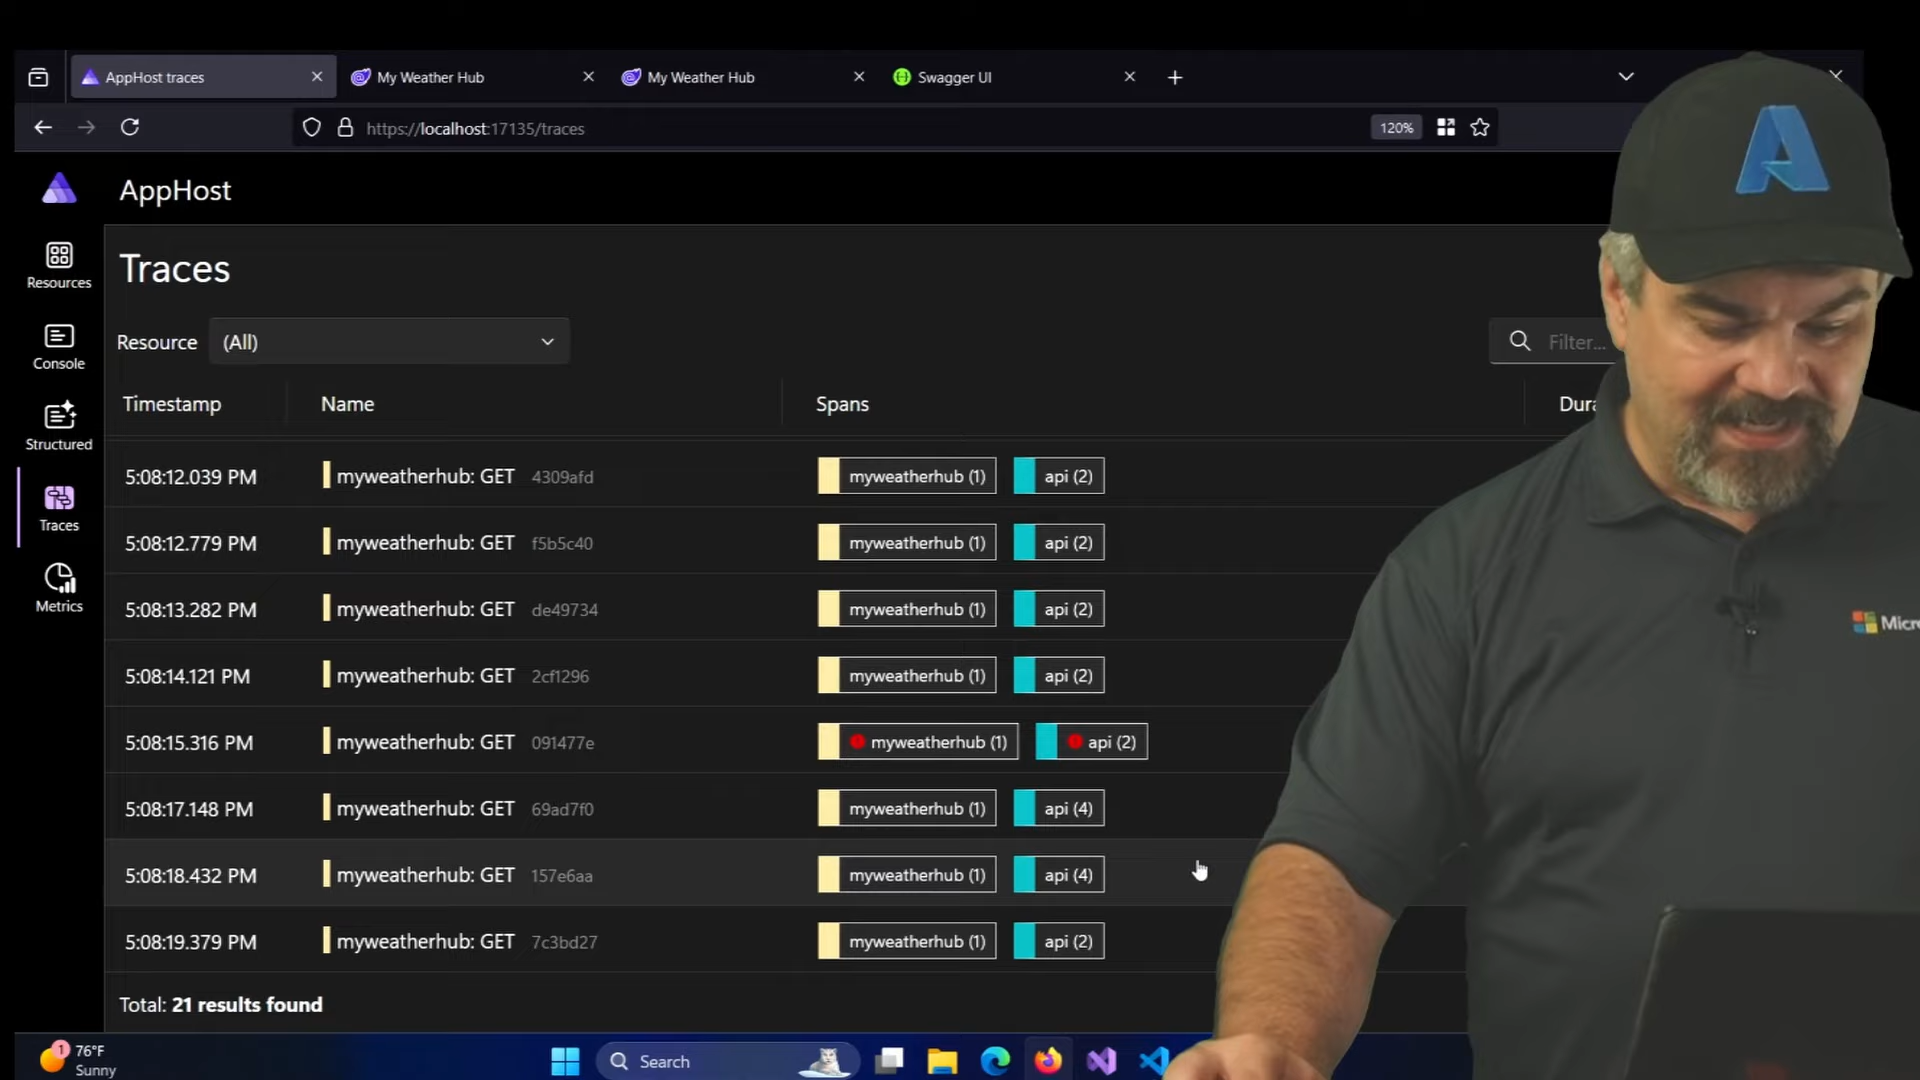 AppHost traces
My Weather Hub
My Weather Hub
Swagger UI
https://localhost:17135/traces
120%
AppHost
Resources
Console
Structured
Traces
Metrics
Traces
Resource (All)
Filter...
Timestamp Name Spans
5:08:12.039 PM myweatherhub: GET 4309afd myweatherhub (1) api (2)
5:08:12.779 PM myweatherhub: GET f5b5c40 myweatherhub (1) api (2)
5:08:13.282 PM myweatherhub: GET de49734 myweatherhub (1) api (2)
5:08:14.121 PM myweatherhub: GET 2cf1296 myweatherhub (1) api (2)
5:08:15.316 PM myweatherhub: GET 091477e myweatherhub (1) api (2)
5:08:17.148 PM myweatherhub: GET 69ad7f0 myweatherhub (1) api (4)
5:08:18.432 PM myweatherhub: GET 157e6aa myweatherhub (1) api (4)
5:08:19.379 PM myweatherhub: GET 7c3bd27 myweatherhub (1) api (2)
Total: 21 results found
1
76°F
Sunny
Search